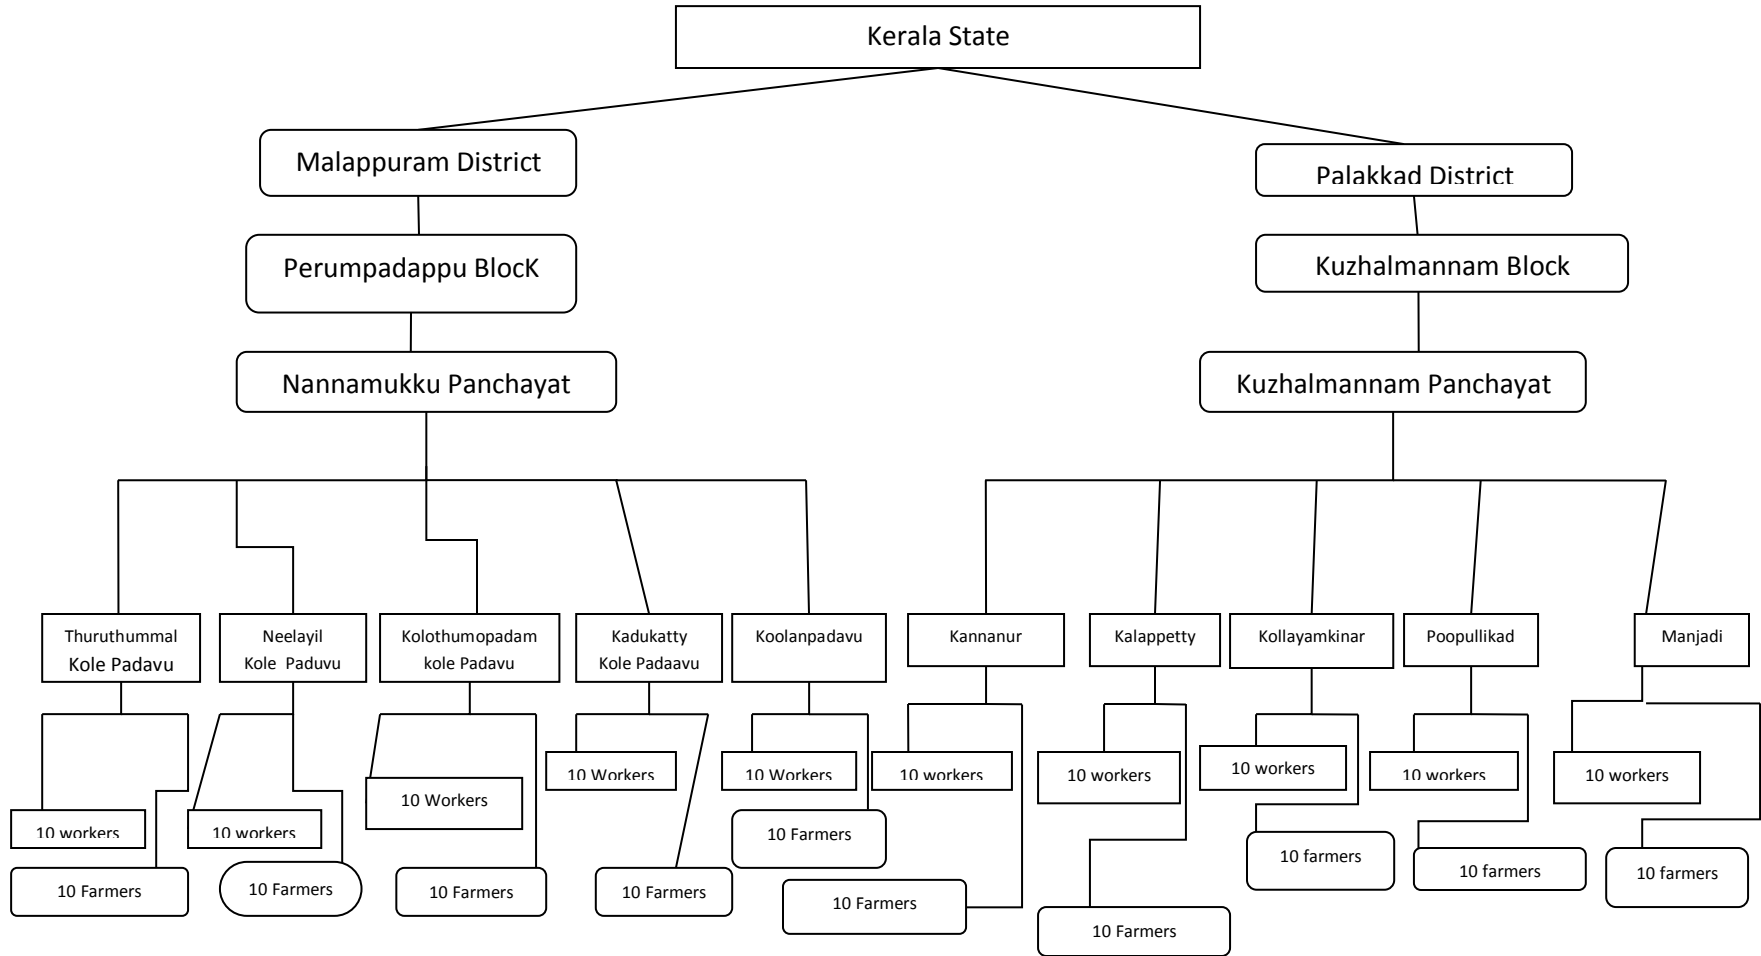 Kerala State
Malappuram District
Palakkad District
Perumpadappu BlocK
Kuzhalmannam Block
Nannamukku Panchayat
Kuzhalmannam Panchayat
Thuruthummal
Kole Padavu
Neelayil
Kole Paduvu
Kolothumopadam
kole Padavu
Kadukatty
Kole Padaavu
Koolanpadavu
Kannanur
Kalappetty
Kollayamkinar
Poopullikad
Manjadi
10 workers
10 workers
10 Workers
10 Workers
10 Workers
10 workers
10 workers
10 workers
10 workers
10 workers
10 Farmers
10 Farmers
10 Farmers
10 Farmers
10 Farmers
10 Farmers
10 Farmers
10 farmers
10 farmers
10 farmers